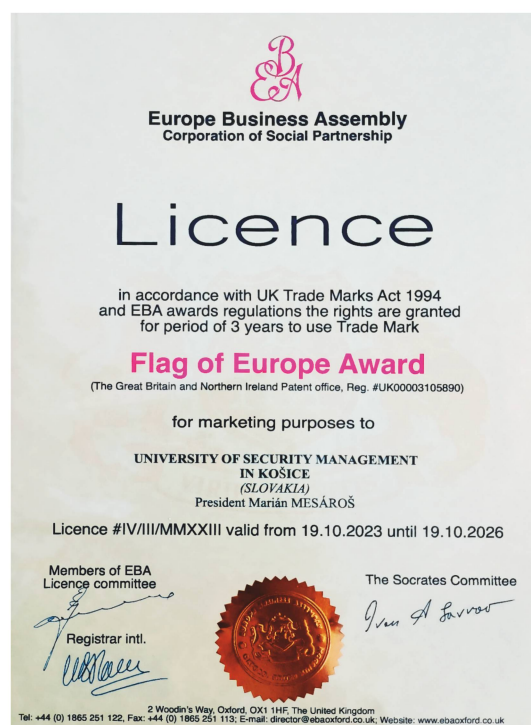 EBA
Europe Business Assembly
Corporation of Social Partnership
Licence
in accordance with UK Trade Marks Act 1994
and EBA awards regulations the rights are granted
for period of 3 years to use Trade Mark
Flag of Europe Award
(The Great Britain and Northern Ireland Patent office, Reg. #UK00003105890)
for marketing purposes to
UNIVERSITY OF SECURITY MANAGEMENT
IN KOŠICE
(SLOVAKIA)
President Marián MESÁROŠ
Licence #IV/III/MMXXIII valid from 19.10.2023 until 19.10.2026
Members of EBA
Licence committee
The Socrates Committee
Registrar intl.
2 Woodin's Way, Oxford, OX1 1HF, The United Kingdom
Tel: +44 (0) 1865 251 122, Fax: +44 (0) 1865 251 113; E-mail: director@ebaoxford.co.uk; Website: www.ebaoxford.co.uk